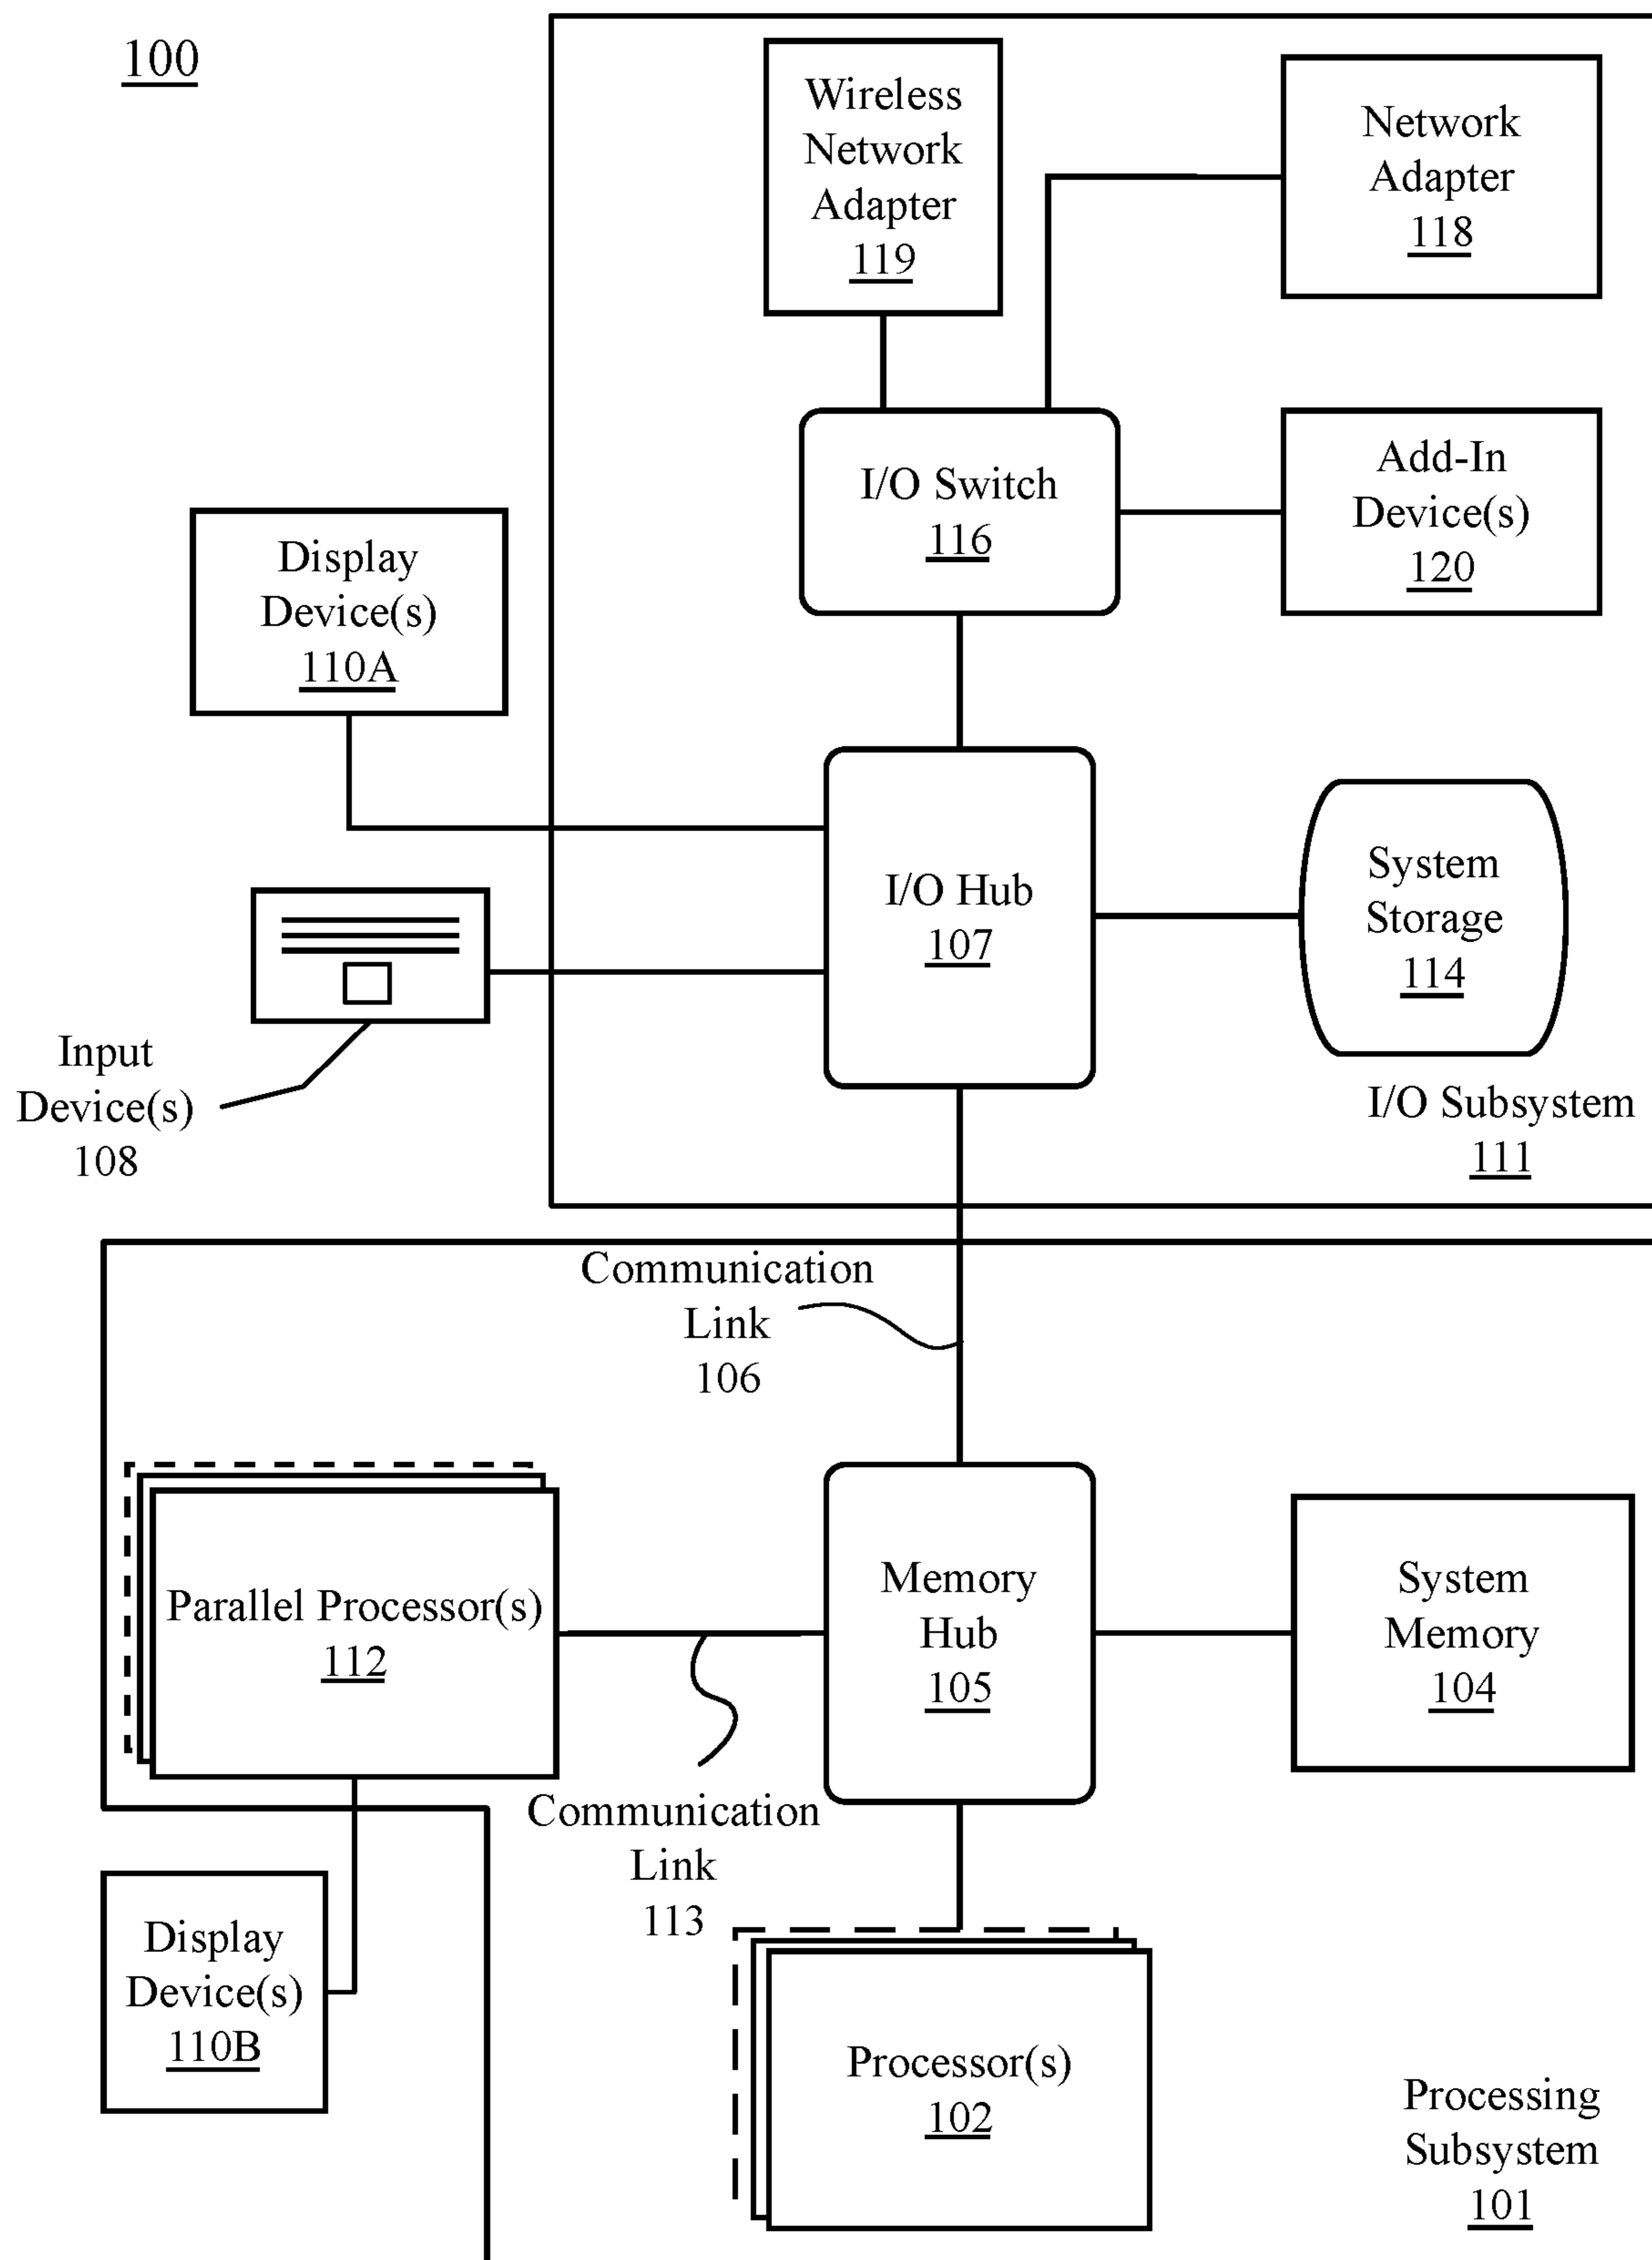 100
Wireless
Network
Adapter
119
Network
Adapter
118
I/O Switch
116
Add-In
Device(s)
120
Display
Device(s)
110A
I/O Hub
107
System
Storage
114
Input
Device(s)
108
I/O Subsystem
111
Communication
Link
106
Parallel Processor(s)
112
Memory
Hub
105
System
Memory
104
Communication
Link
113
Display
Device(s)
110B
Processor(s)
102
Processing
Subsystem
101